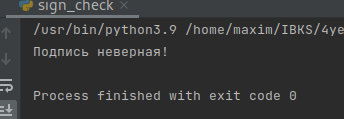 sign_check
/usr/bin/python3.9 /home/maxim/IBKS/4ye
Подпись неверная!
Process finished with exit code 0